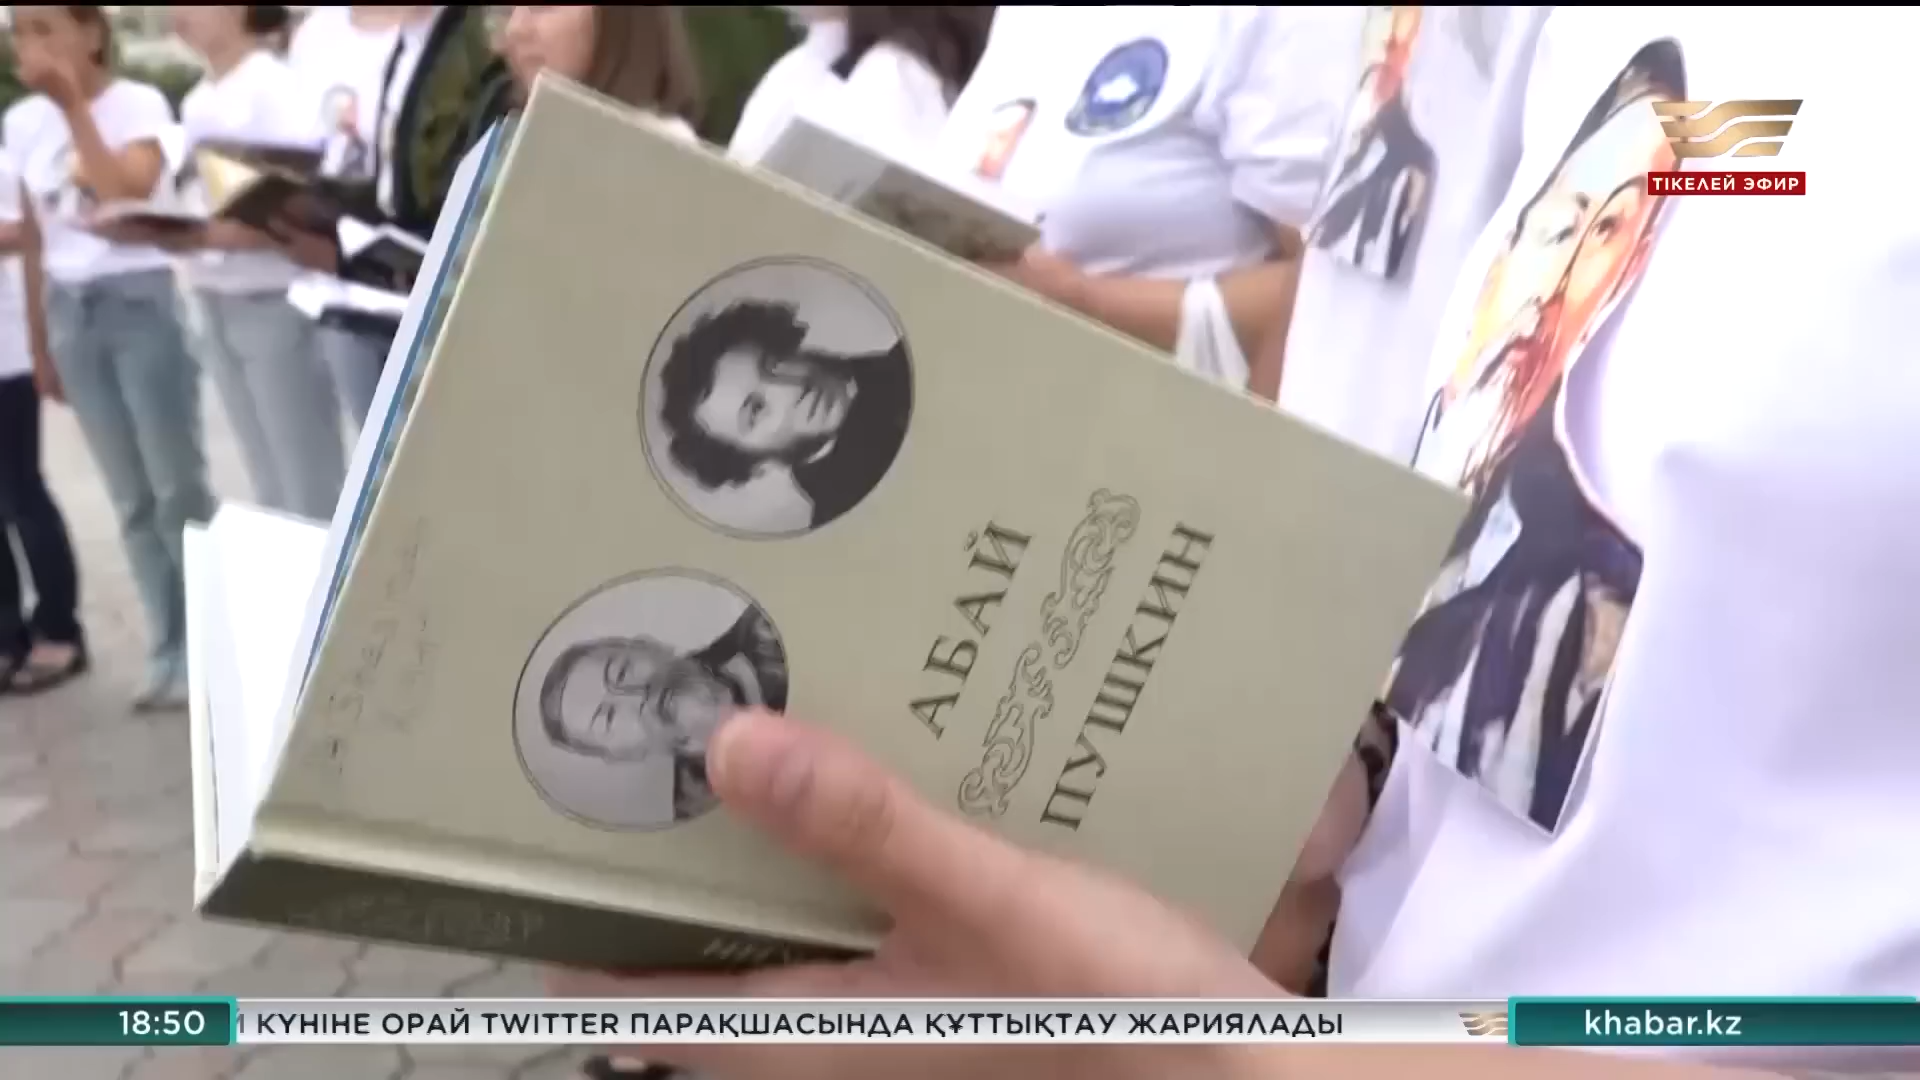 ТІКЕЛЕЙ ЭФИР
АБАЙ
ПУШКИН
18:50
Й КҮНІНЕ ОРАЙ TWITTER ПАРАҚШАСЫНДА ҚҰТТЫҚТАУ ЖАРИЯЛАДЫ
khabar.kz